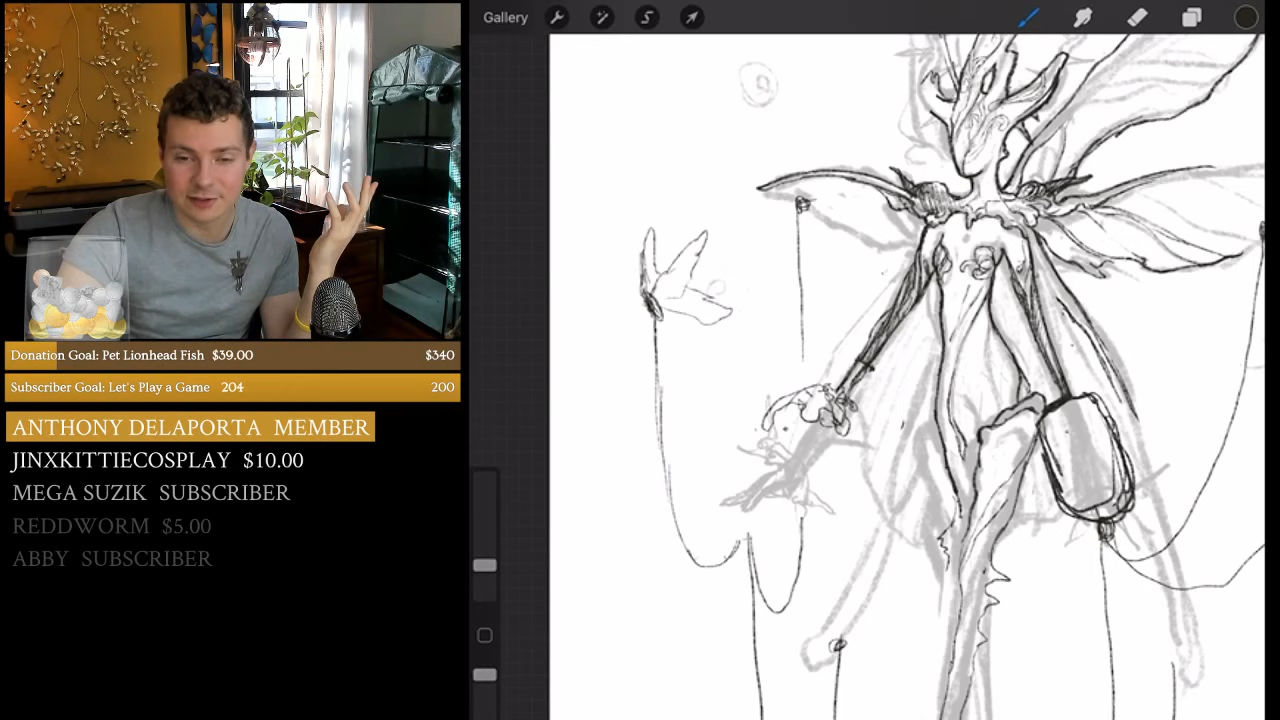 Gallery
Donation Goal: Pet Lionhead Fish $39.00 $340
Subscriber Goal: Let's Play a Game 204 200
ANTHONY DELAPORTA MEMBER
JINXKITTIECOSPLAY $10.00
MEGA SUZIK SUBSCRIBER
REDDWORM $5.00
ABBY SUBSCRIBER